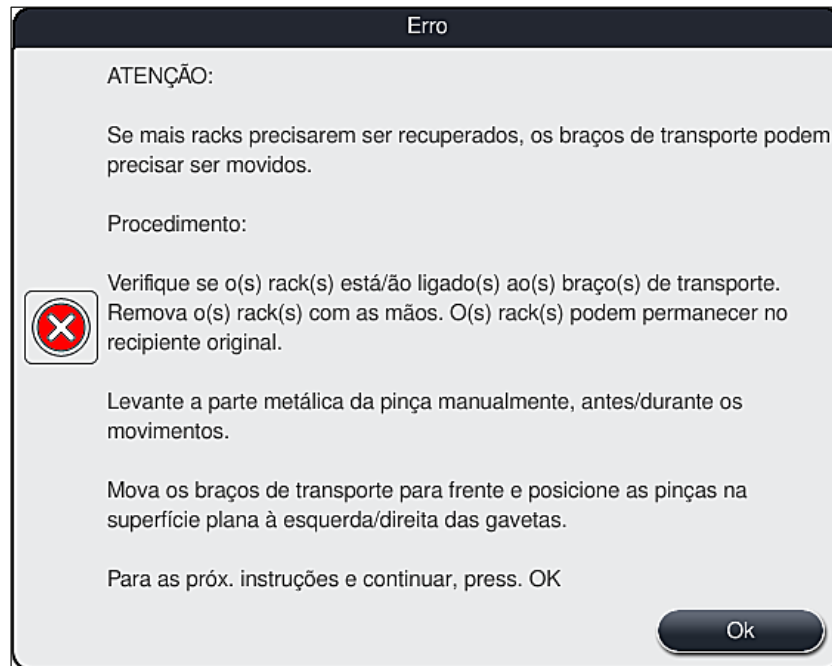 Erro
ATENÇÃO:
Se mais racks precisarem ser recuperados, os braços de transporte podem
precisar ser movidos.
Procedimento:
Verifique se o(s) rack(s) está/ão ligado(s) ao(s) braço(s) de transporte.
Remova o(s) rack(s) com as mãos. O(s) rack(s) podem permanecer no
recipiente original.
Levante a parte metálica da pinça manualmente, antes/durante os
movimentos.
Mova os braços de transporte para frente e posicione as pinças na
superfície plana à esquerda/direita das gavetas.
Para as próx. instruções e continuar, press. OK
Ok